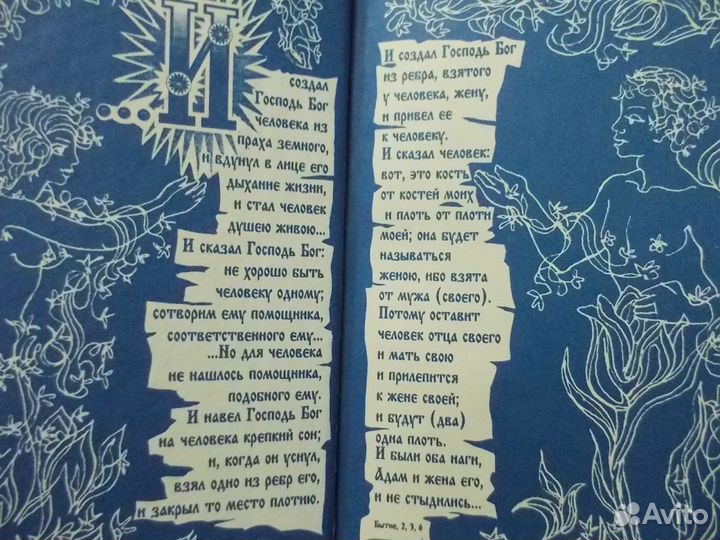 ...И
создал
Господь Бог
человека из
праха земного,
и вдунул в лице его
дыхание жизни,
и стал человек
душею живою...
И сказал Господь Бог:
не хорошо быть
человеку одному;
сотворим ему помощника,
соответственного ему...
...Но для человека
не нашлось помощника,
подобного ему.
И навел Господь Бог
на человека крепкий сон;
и, когда он уснул,
взял одно из ребр его,
и закрыл то место плотию.
И создал Господь Бог
из ребра, взятого
у человека, жену,
и привел ее
к человеку.
И сказал человек:
вот, это кость
от костей моих
и плоть от плоти
моей; она будет
называться
женою, ибо взята
от мужа (своего).
Потому оставит
человек отца своего
и мать свою
и прилепится
к жене своей;
и будут (два)
одна плоть.
И были оба наги,
Адам и жена его,
и не стыдились...
Бытие, 2, 3, 6
Avito